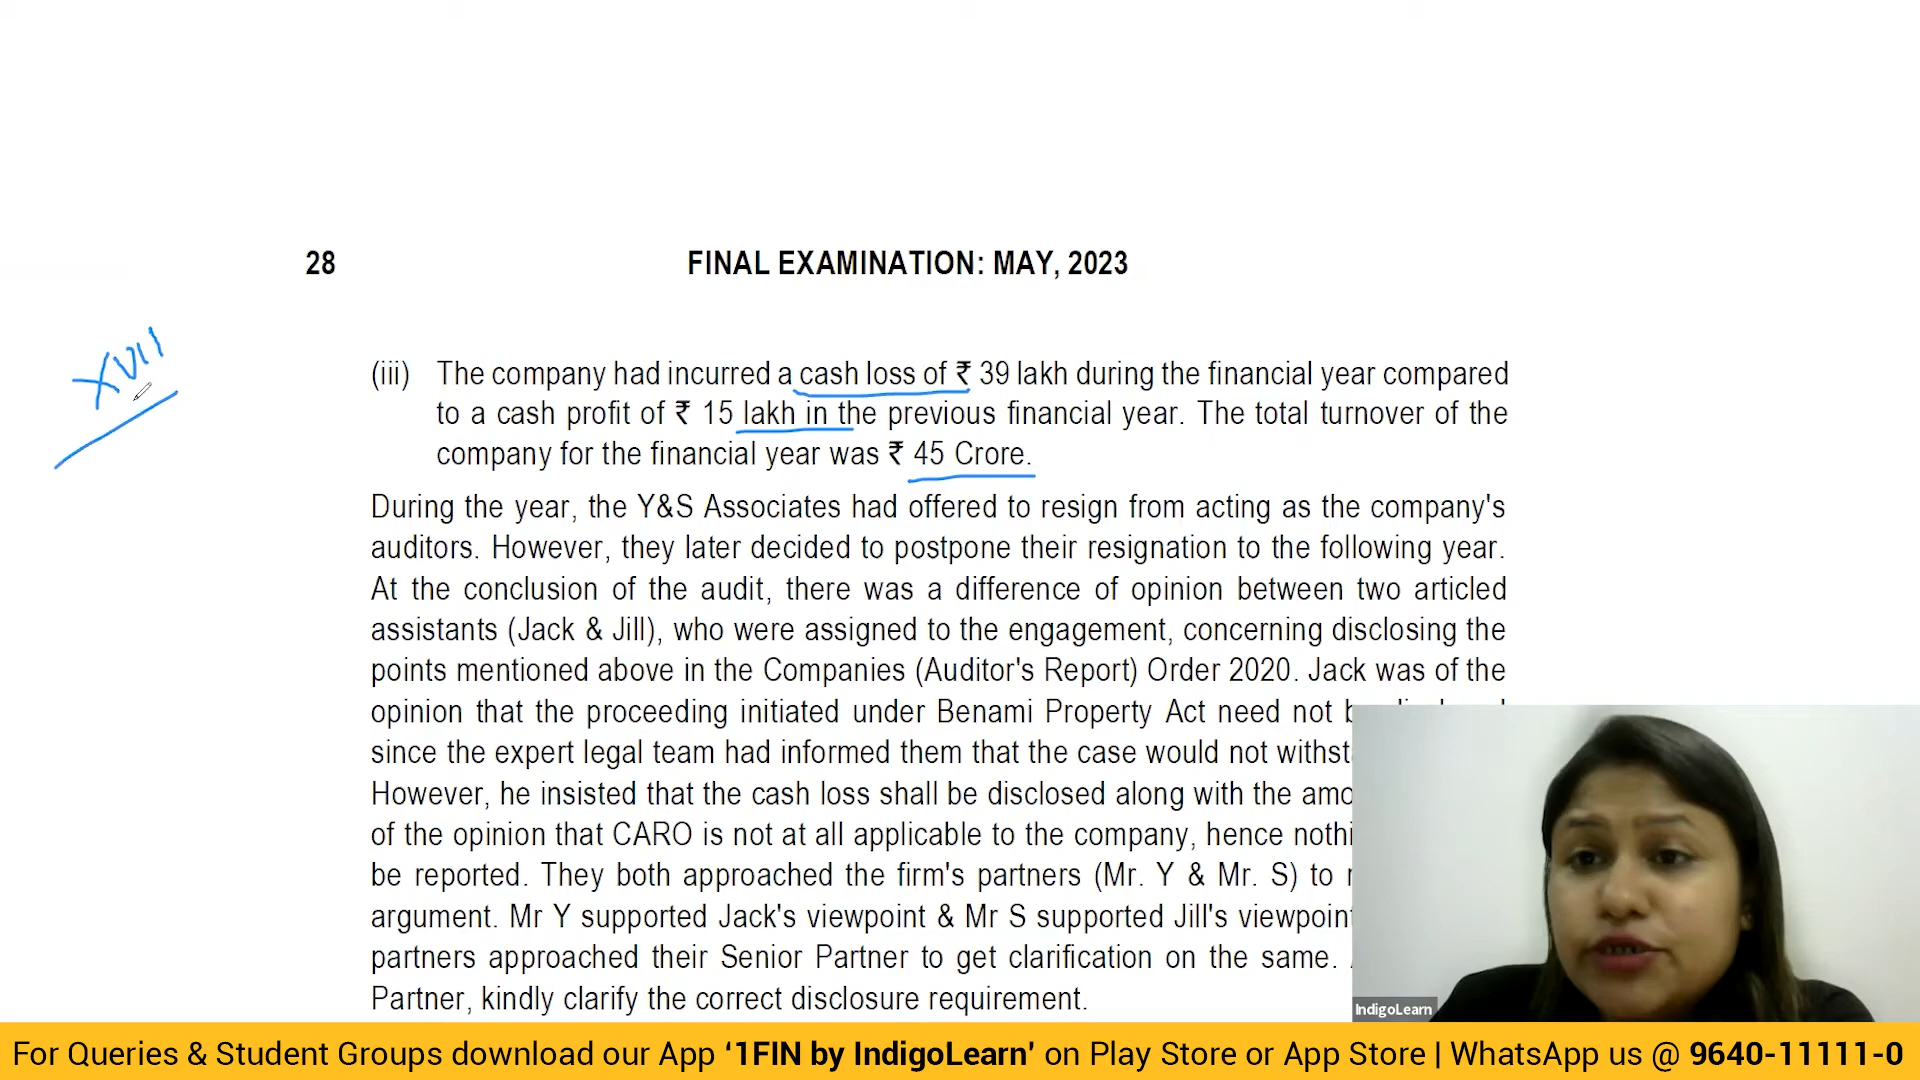 28 FINAL EXAMINATION: MAY, 2023
XVII
(iii) The company had incurred a cash loss of ₹ 39 lakh during the financial year compared
to a cash profit of ₹ 15 lakh in the previous financial year. The total turnover of the
company for the financial year was ₹ 45 Crore.
During the year, the Y&S Associates had offered to resign from acting as the company's
auditors. However, they later decided to postpone their resignation to the following year.
At the conclusion of the audit, there was a difference of opinion between two articled
assistants (Jack & Jill), who were assigned to the engagement, concerning disclosing the
points mentioned above in the Companies (Auditor's Report) Order 2020. Jack was of the
opinion that the proceeding initiated under Benami Property Act need not
since the expert legal team had informed them that the case would not
However, he insisted that the cash loss shall be disclosed along with the
of the opinion that CARO is not at all applicable to the company, hence
be reported. They both approached the firm's partners (Mr. Y & Mr. S) to
argument. Mr Y supported Jack's viewpoint & Mr S supported Jill's viewpoint
partners approached their Senior Partner to get clarification on the same.
Partner, kindly clarify the correct disclosure requirement.
IndigoLearn
For Queries & Student Groups download our App ‘1FIN by IndigoLearn' on Play Store or App Store | WhatsApp us @ 9640-11111-0